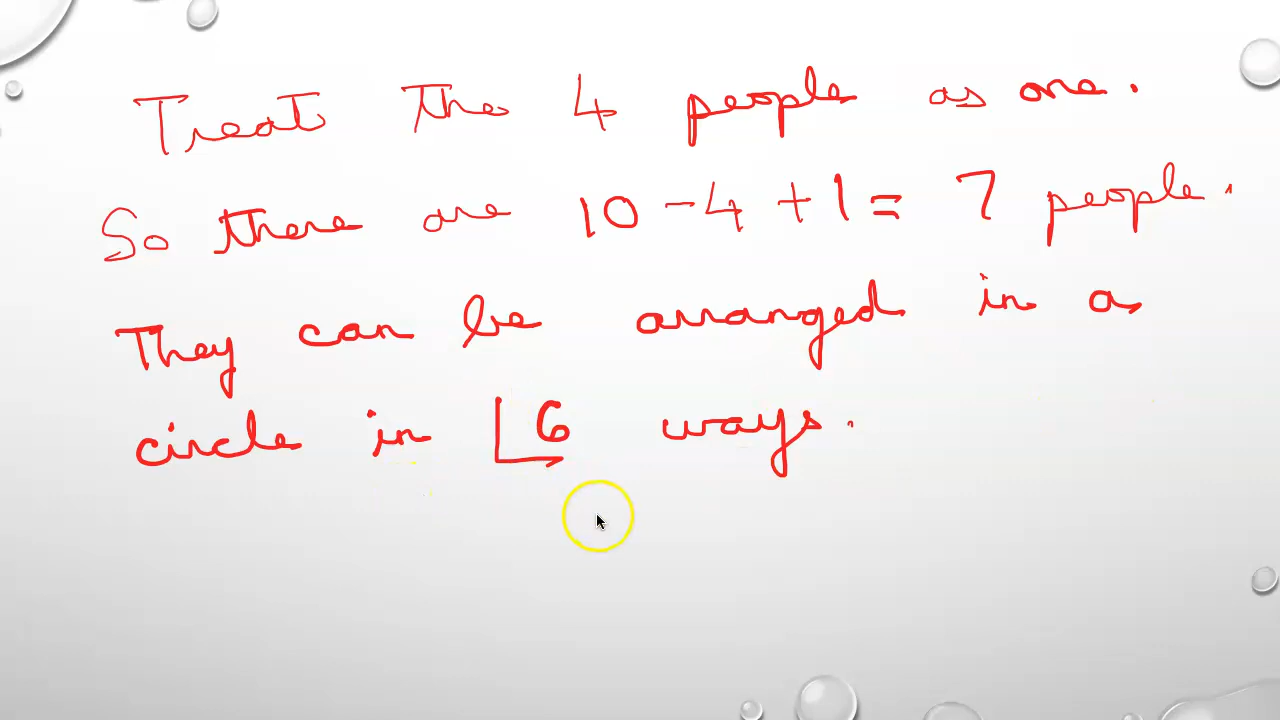 Treat the 4 people as one.
So there are 10 - 4 + 1 = 7 people.
They can be arranged in a
circle in |̲6 ways.